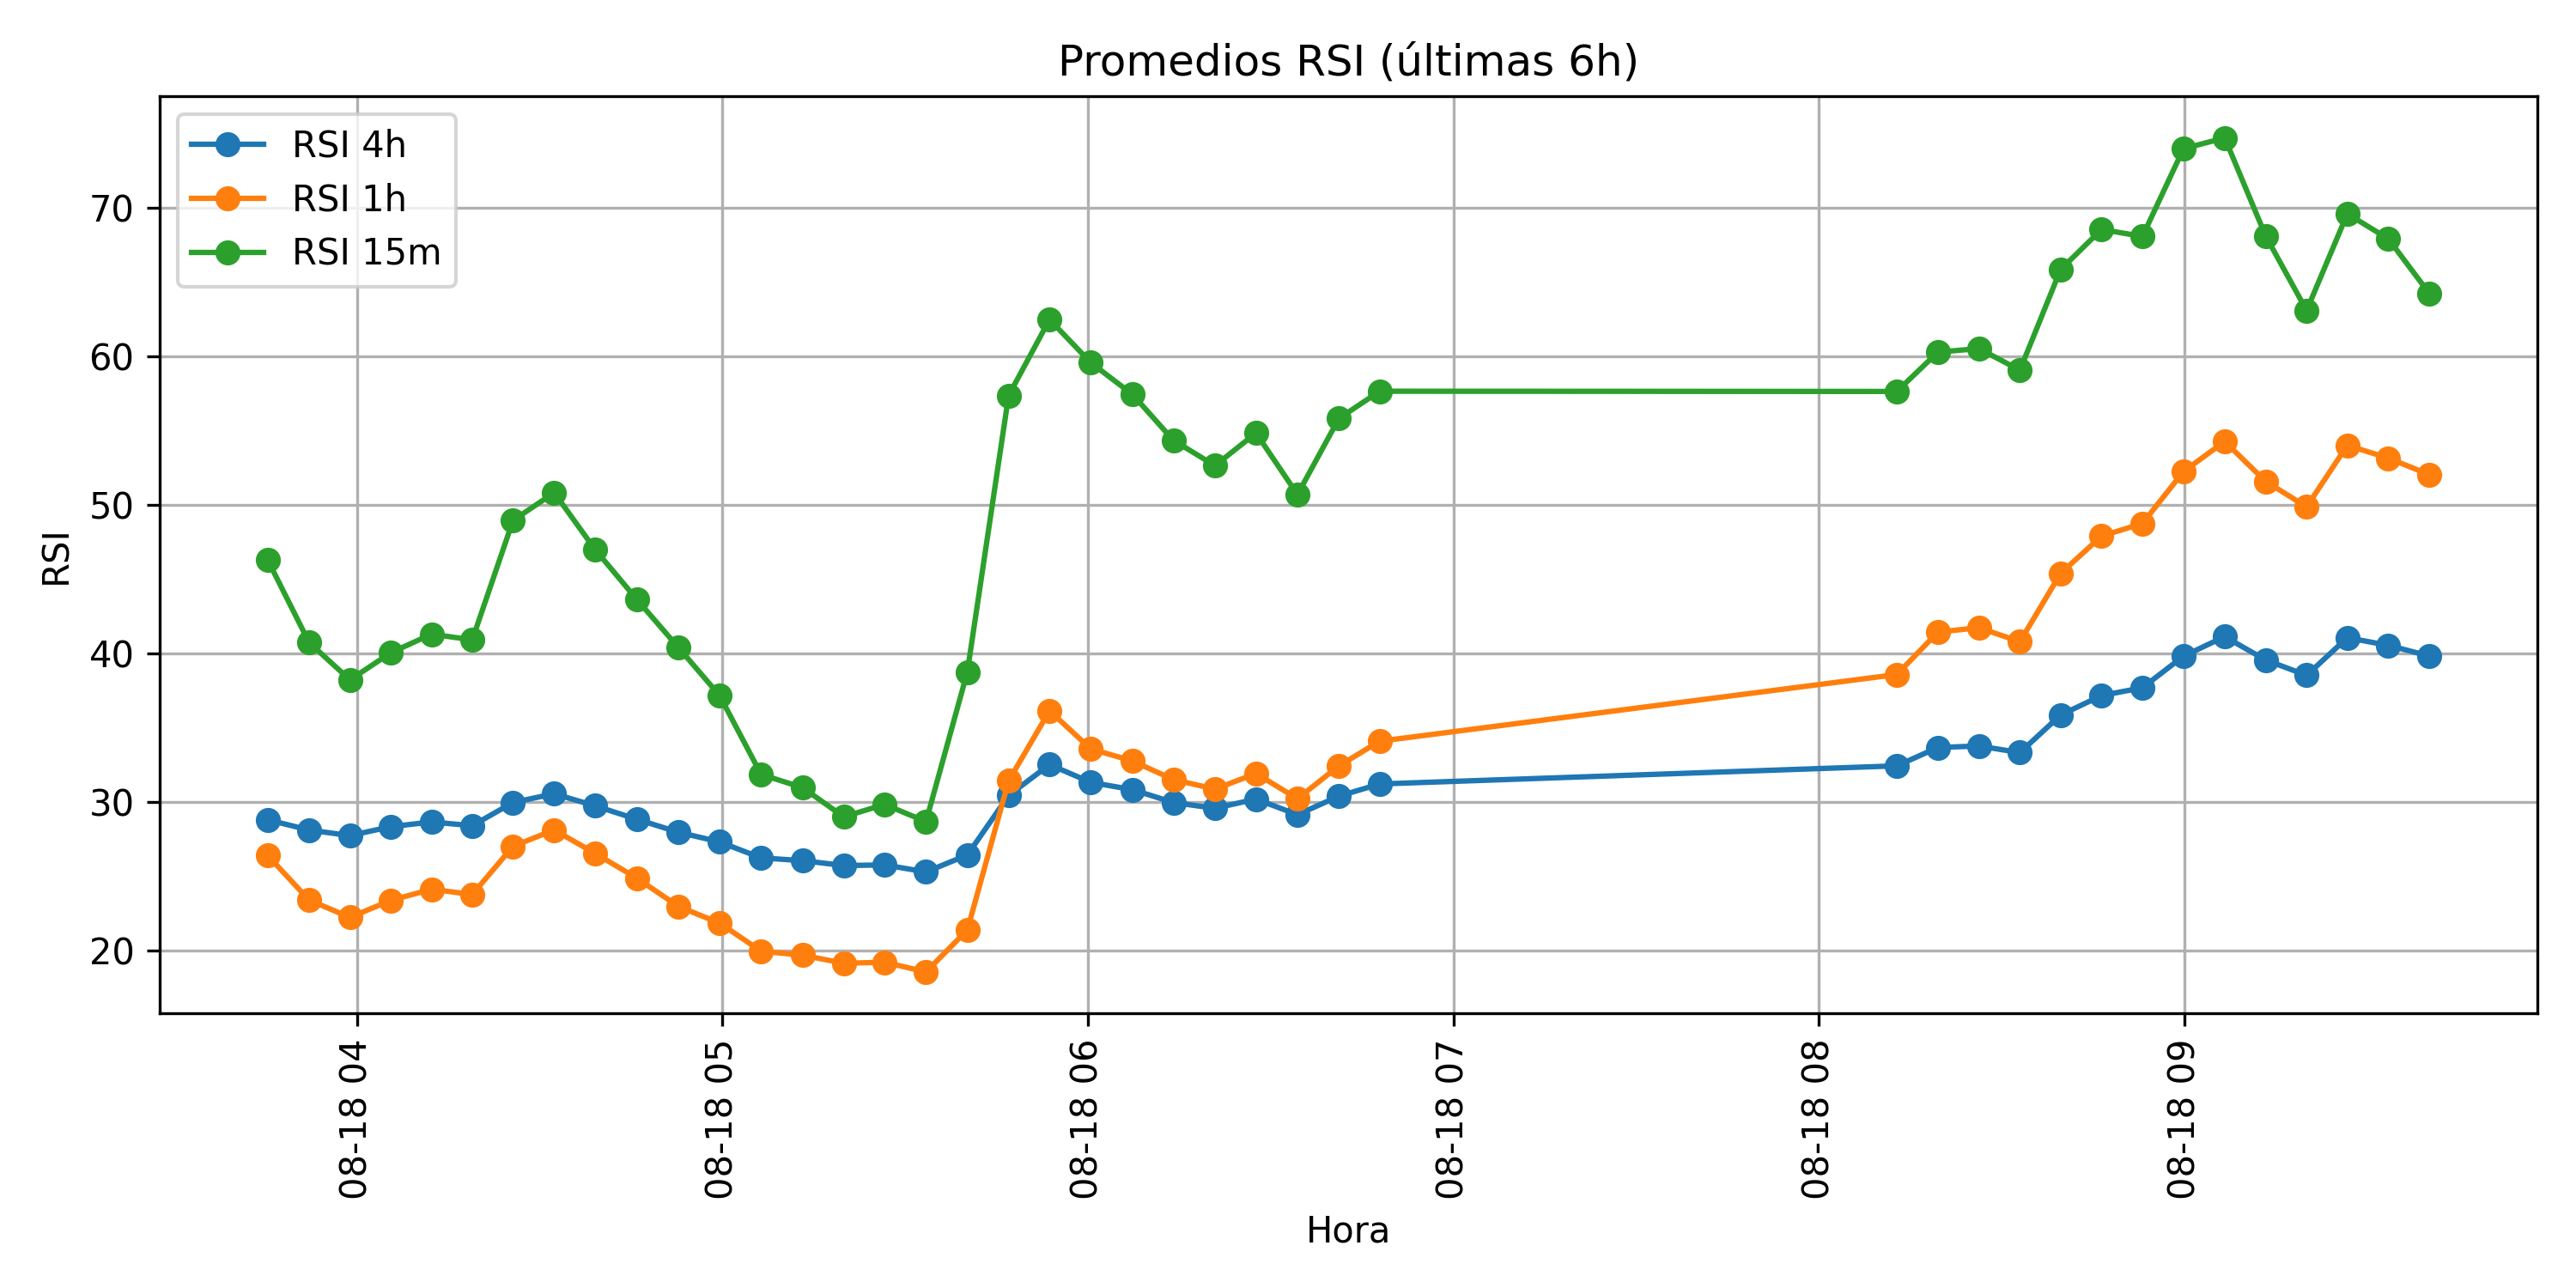 Promedios RSI (últimas 6h)
RSI 4h
RSI 1h
RSI 15m
70
60
50
40
30
20
RSI
08-18 04
08-18 05
08-18 06
08-18 07
08-18 08
08-18 09
Hora